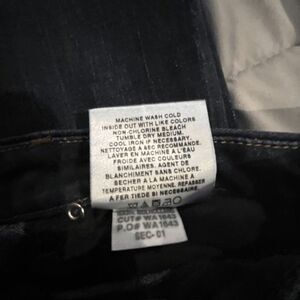 MACHINE WASH COLD
INSIDE OUT WITH LIKE COLORS
NON-CHLORINE BLEACH
TUMBLE DRY MEDIUM.
COOL IRON IF NECESSARY.
NETTOYAGE A SEC RECOMMANDE.
LAVER EN MACHINE A L'EAU
FROIDE AVEC COULEURS
SIMILAIRES. AGENT DE
BLANCHIMENT SANS CHLORE.
SECHER A LA MACHINE A
TEMPERATURE MOYENNE. REPASSER
A FER TIEDE SI NECESSAIRE.
CUT# WA1643
P.O# WA1643
SEC-01